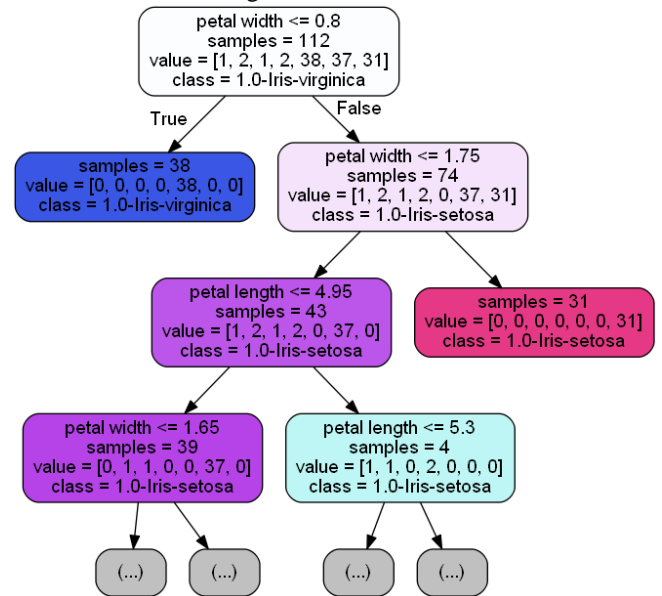 petal width <= 0.8
samples = 112
value = [1, 2, 1, 2, 38, 37, 31]
class = 1.0-Iris-virginica
True
False
samples = 38
value = [0, 0, 0, 0, 38, 0, 0]
class = 1.0-Iris-virginica
petal width <= 1.75
samples = 74
value = [1, 2, 1, 2, 0, 37, 31]
class = 1.0-Iris-setosa
petal length <= 4.95
samples = 43
value = [1, 2, 1, 2, 0, 37, 0]
class = 1.0-Iris-setosa
samples = 31
value = [0, 0, 0, 0, 0, 0, 31]
class = 1.0-Iris-setosa
petal width <= 1.65
samples = 39
value = [0, 1, 1, 0, 0, 37, 0]
class = 1.0-Iris-setosa
petal length <= 5.3
samples = 4
value = [1, 1, 0, 2, 0, 0, 0]
class = 1.0-Iris-setosa
(...)
(...)
(...)
(...)